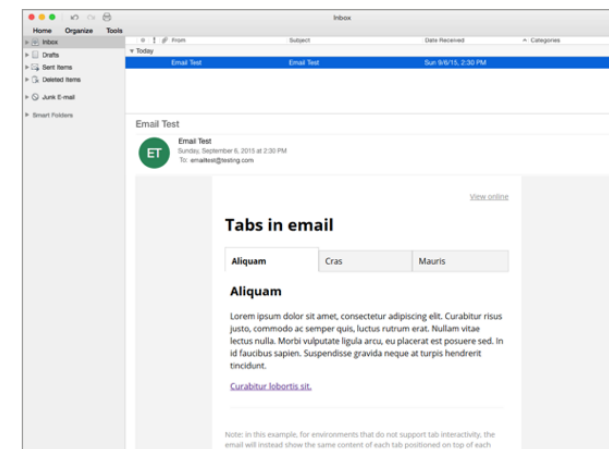 Inbox
Home Organize Tools
Inbox
Drafts
Sent Items
Deleted Items
Junk E-mail
Smart Folders
From Subject Date Received Categories
Today
Email Test Email Test Sun 9/6/15, 2:30 PM
Email Test
ET
Email Test
Sunday, September 6, 2015 at 2:30 PM
To: emailtest@testing.com
View online
Tabs in email
Aliquam Cras Mauris
Aliquam
Lorem ipsum dolor sit amet, consectetur adipiscing elit. Curabitur risus
justo, commodo ac semper quis, luctus rutrum erat. Nullam vitae
lectus nulla. Morbi vulputate ligula arcu, eu placerat est posuere sed. In
id faucibus sapien. Suspendisse gravida neque at turpis hendrerit
tincidunt.
Curabitur lobortis sit.
Note: in this example, for environments that do not support tab interactivity, the
email will instead show the same content of each tab positioned on top of each